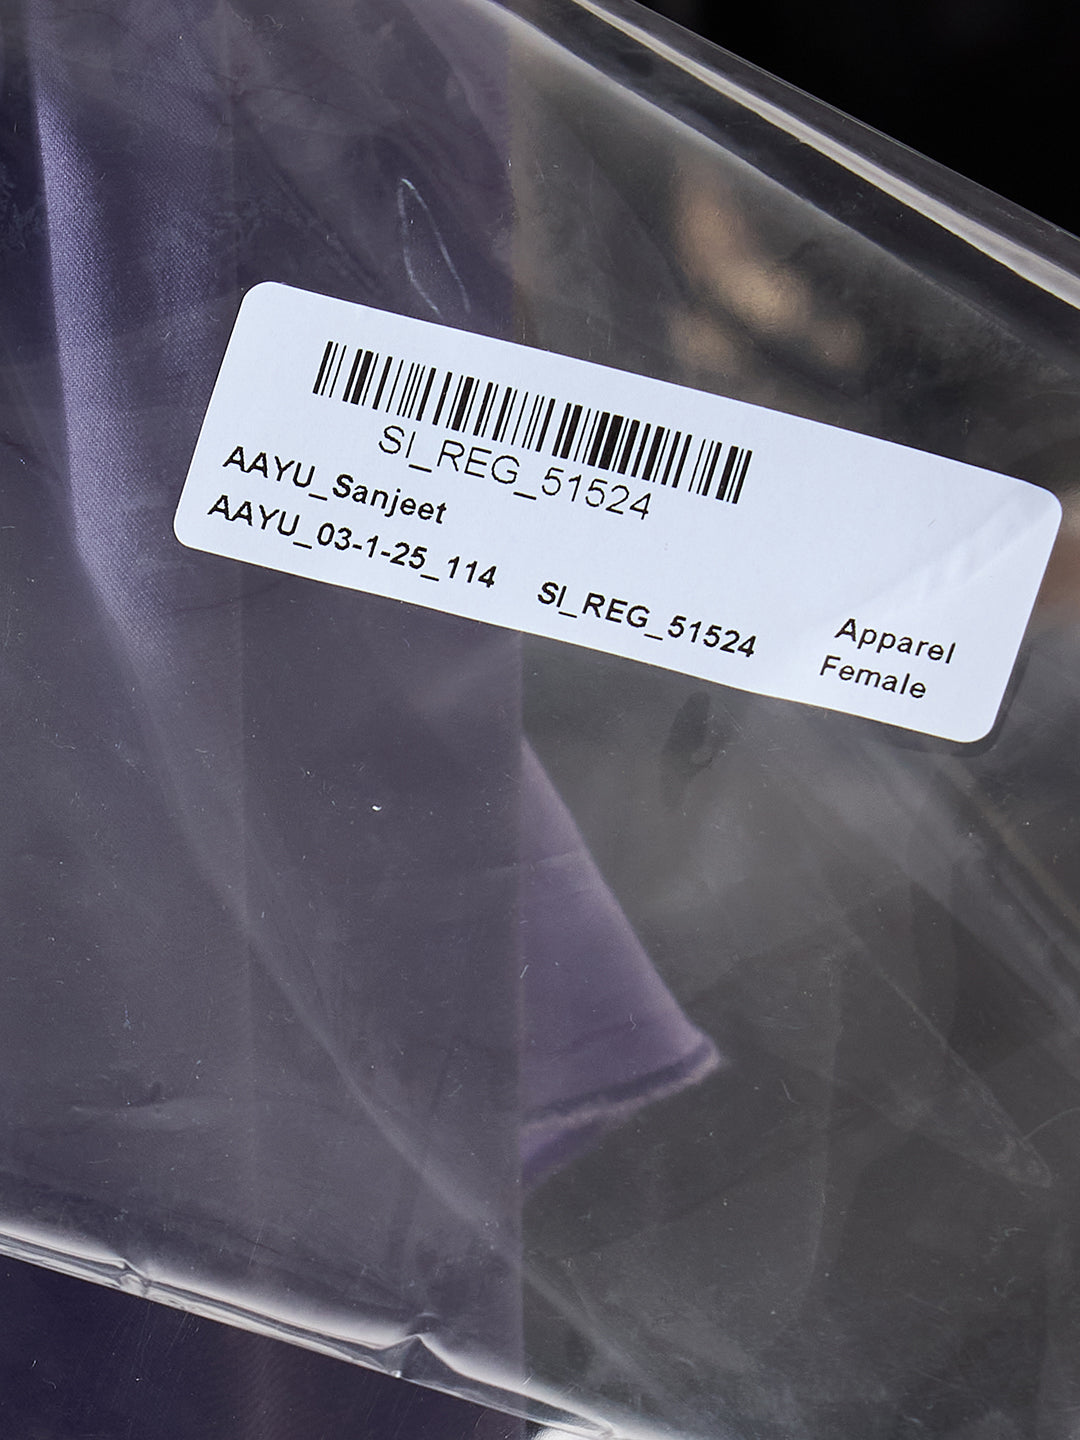 SI_REG_51524
AAYU_Sanjeet
AAYU_03-1-25_114 SI_REG_51524
Apparel
Female